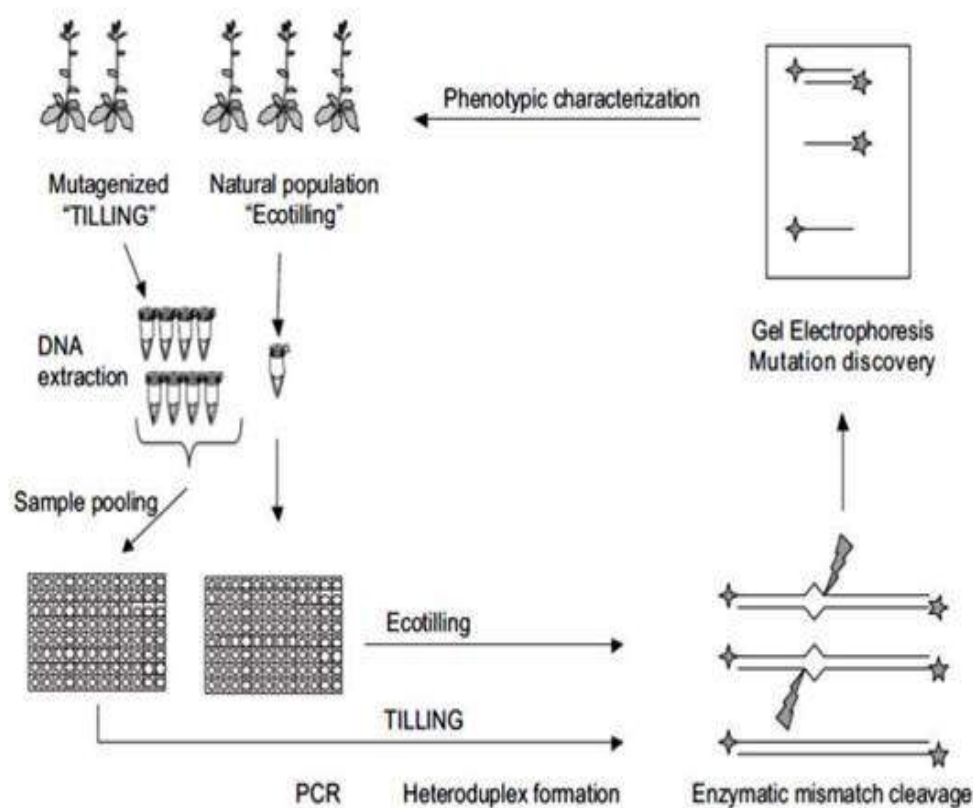 Phenotypic characterization
Mutagenized
"TILLING"
Natural population
"Ecotilling"
DNA
extraction
Gel Electrophoresis
Mutation discovery
Sample pooling
Ecotilling
TILLING
PCR
Heteroduplex formation
Enzymatic mismatch cleavage